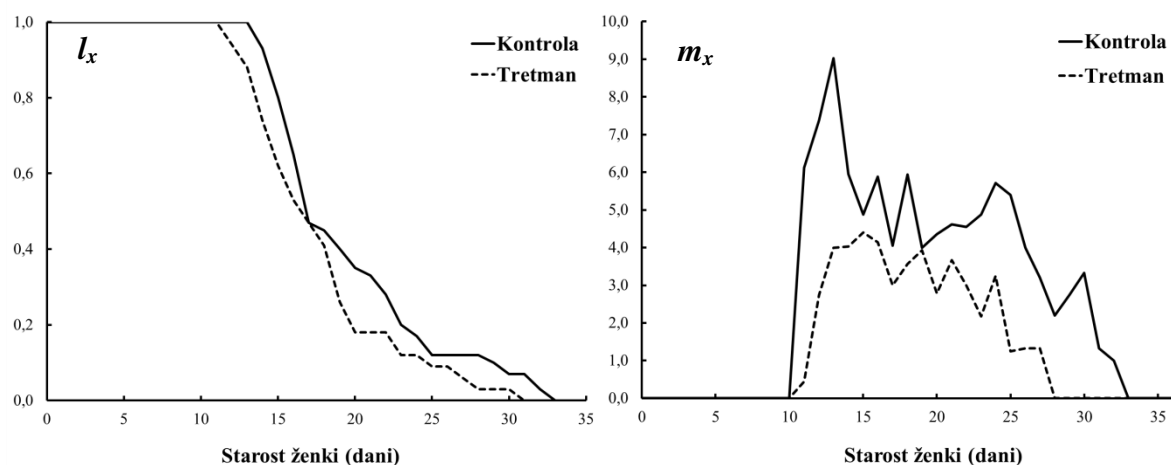 1,0
0,8
0,6
0,4
0,2
0,0
l_x
Kontrola
Tretman
0 5 10 15 20 25 30 35
Starost ženki (dani)
10,0
9,0
8,0
7,0
6,0
5,0
4,0
3,0
2,0
1,0
0,0
m_x
Kontrola
Tretman
0 5 10 15 20 25 30 35
Starost ženki (dani)